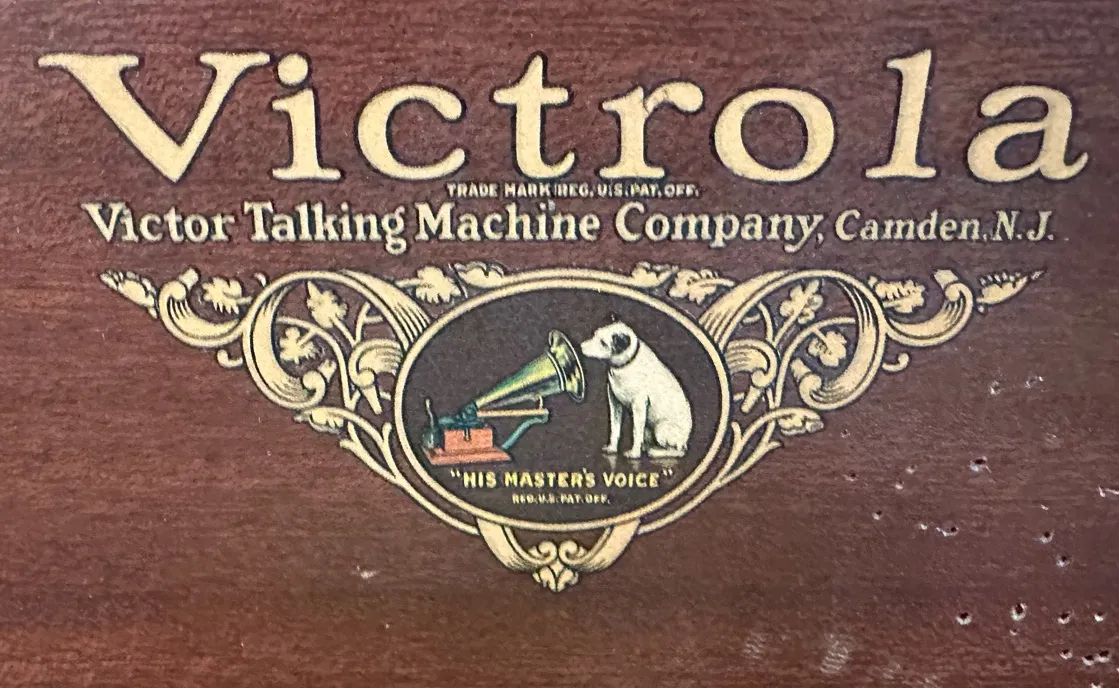 Victrola
TRADE MARK REG. U.S. PAT. OFF.
Victor Talking Machine Company, Camden, N.J.
"HIS MASTER'S VOICE"
REG. U.S. PAT. OFF.